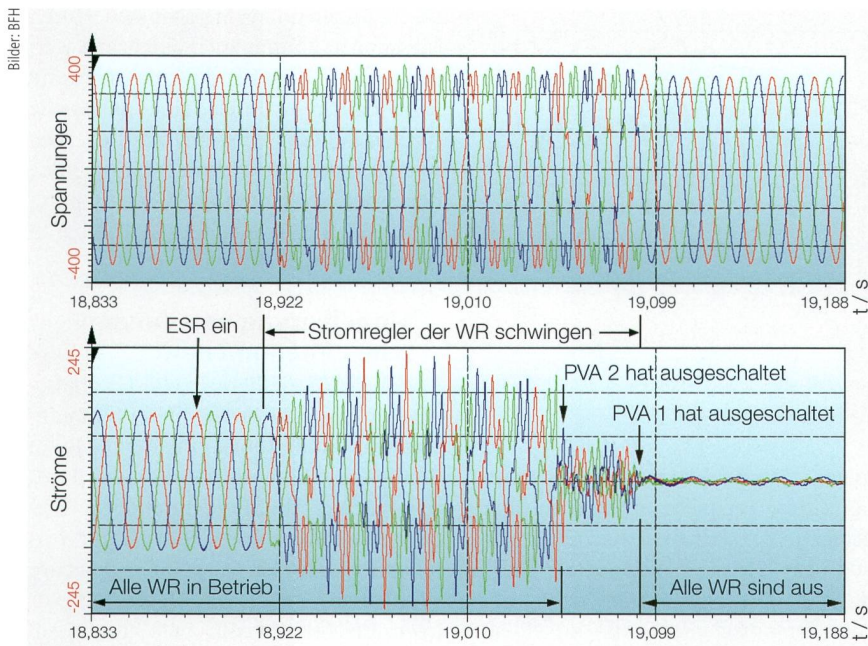 Bilder: BFH
400
Spannungen
-400
18,833 18,922 19,010 19,099 19,188
t / s
ESR ein
Stromregler der WR schwingen
245
PVA 2 hat ausgeschaltet
PVA 1 hat ausgeschaltet
Ströme
Alle WR in Betrieb
Alle WR sind aus
-245
18,833 18,922 19,010 19,099 19,188
t / s